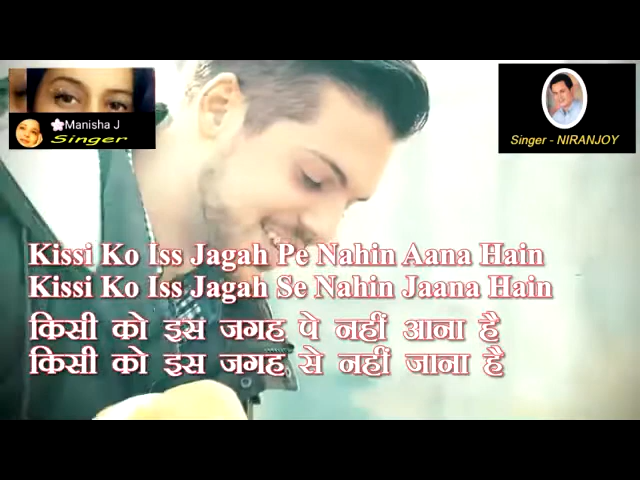 Manisha J
Singer
Singer - NIRANJOY
Kissi Ko Iss Jagah Pe Nahin Aana Hain
Kissi Ko Iss Jagah Se Nahin Jaana Hain
किसी को इस जगह पे नहीं आना है
किसी को इस जगह से नहीं जाना है